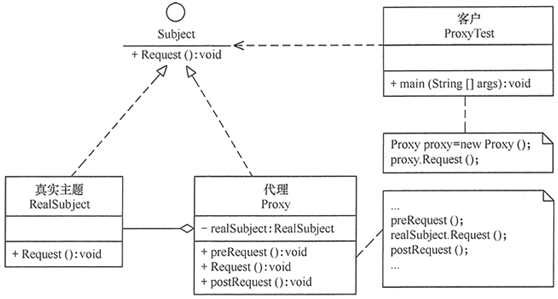 Subject
+ Request():void
客户
ProxyTest
+ main (String [] args):void
Proxy proxy=new Proxy ();
proxy.Request();
真实主题
RealSubject
+ Request():void
代理
Proxy
− realSubject:RealSubject
+ preRequest():void
+ Request():void
+ postRequest():void
...
preRequest();
realSubject.Request();
postRequest();
...